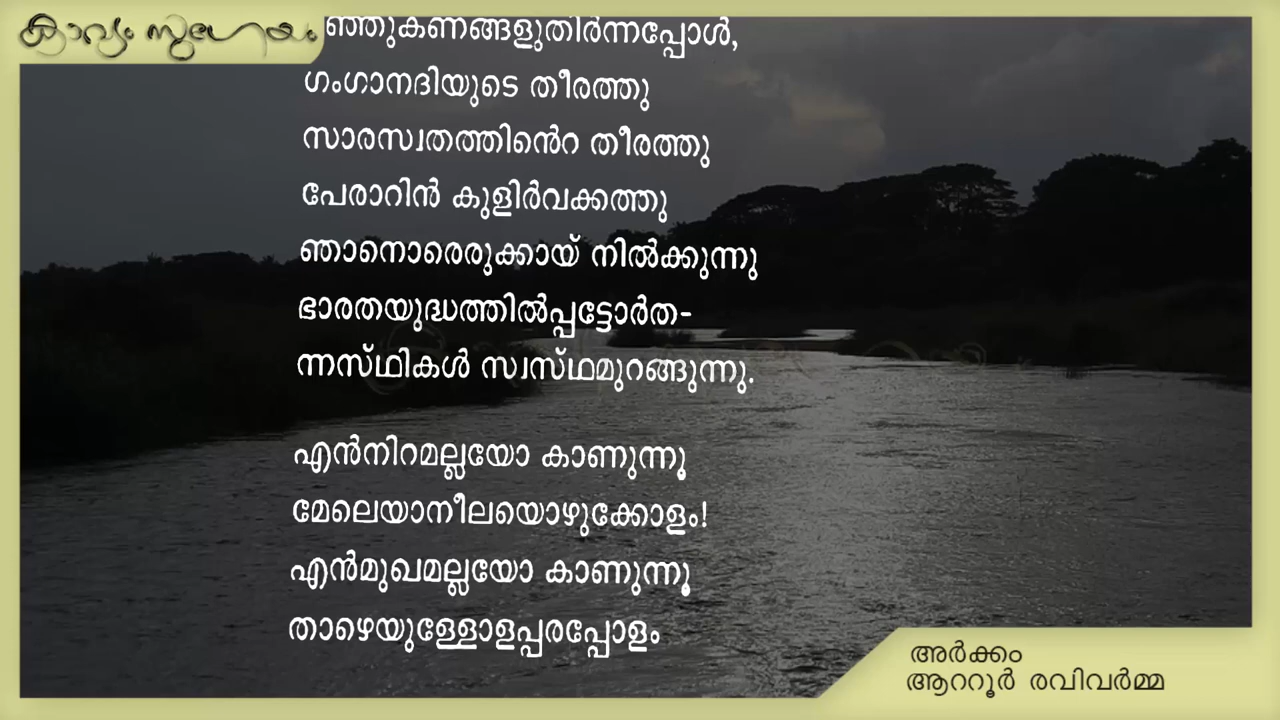 കാവ്യം സുഗേയം
ഞ്ഞുകണങ്ങളുതിർന്നപ്പോൾ,
ഗംഗാനദിയുടെ തീരത്തു
സാരസ്വതത്തിൻെറ തീരത്തു
പേരാറിൻ കുളിർവക്കത്തു
ഞാനൊരെരുക്കായ് നിൽക്കുന്നു
ഭാരതയുദ്ധത്തിൽപ്പട്ടോർത-
ന്നസ്ഥികൾ സ്വസ്ഥമുറങ്ങുന്നു.
എൻനിറമല്ലയോ കാണുന്നൂ
മേലെയാനീലയൊഴുക്കോളം!
എൻമുഖമല്ലയോ കാണുന്നൂ
താഴെയുള്ളോളപ്പരപ്പോളം
അർക്കം
ആററൂർ രവിവർമ്മ